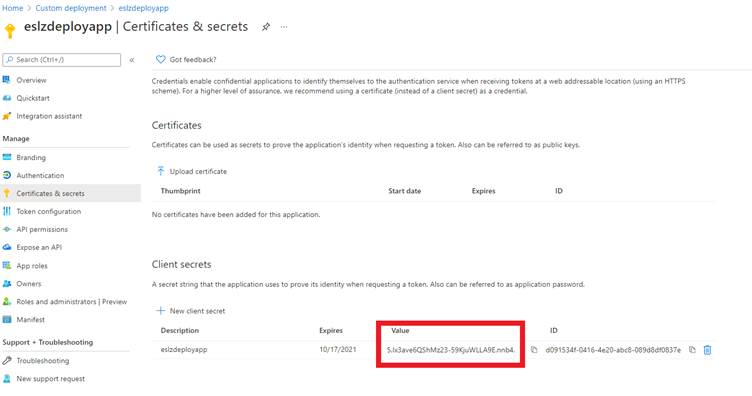 Home > Custom deployment > eslzdeployapp
eslzdeployapp | Certificates & secrets
Search (Ctrl+/)
Got feedback?
Overview
Quickstart
Integration assistant
Manage
Branding
Authentication
Certificates & secrets
Token configuration
API permissions
Expose an API
App roles
Owners
Roles and administrators | Preview
Manifest
Support + Troubleshooting
Troubleshooting
New support request
Credentials enable confidential applications to identify themselves to the authentication service when receiving tokens at a web addressable location (using an HTTPS
scheme). For a higher level of assurance, we recommend using a certificate (instead of a client secret) as a credential.
Certificates
Certificates can be used as secrets to prove the application's identity when requesting a token. Also can be referred to as public keys.
Upload certificate
Thumbprint Start date Expires ID
No certificates have been added for this application.
Client secrets
A secret string that the application uses to prove its identity when requesting a token. Also can be referred to as application password.
New client secret
Description Expires Value ID
eslzdeployapp 10/17/2021 5.Ix3ave6QShMz23-59KjuWLLA9E.nnb4. d091534f-0416-4e20-abc8-089d8df0837e